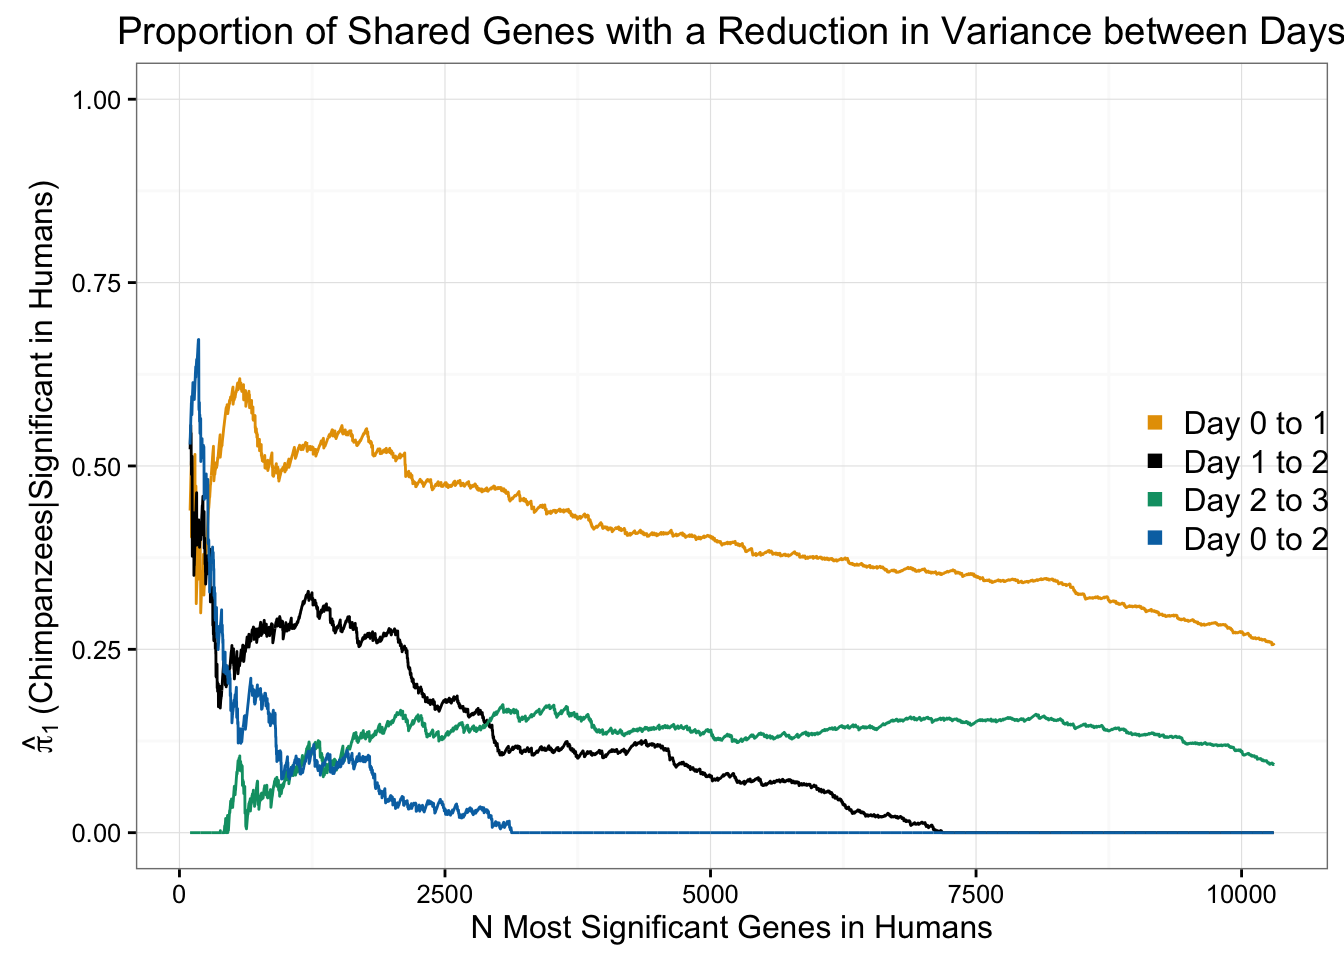 Proportion of Shared Genes with a Reduction in Variance between Days
1.00
0.75
0.50
0.25
0.00
π̂₁ (Chimpanzees|Significant in Humans)
Day 0 to 1
Day 1 to 2
Day 2 to 3
Day 0 to 2
0
2500
5000
7500
10000
N Most Significant Genes in Humans